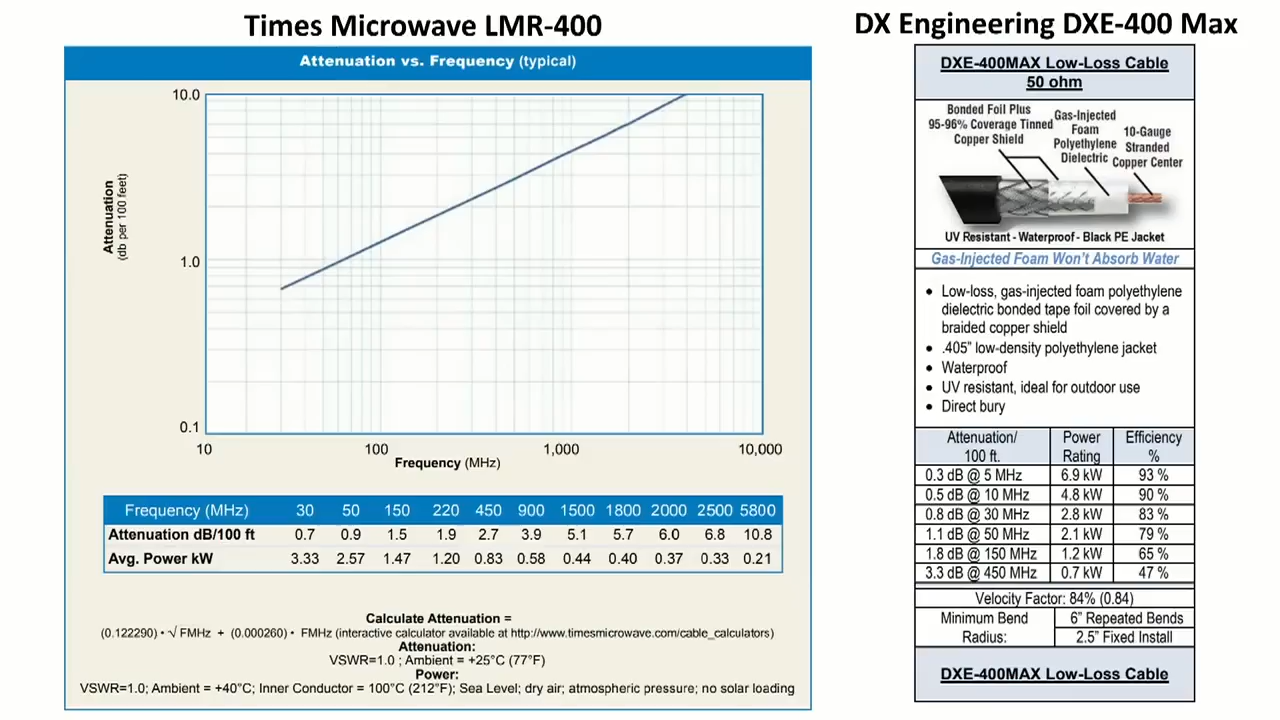 Times Microwave LMR-400
Attenuation vs. Frequency (typical)
10.0
1.0
0.1
Attenuation
(db per 100 feet)
10
100
1,000
10,000
Frequency (MHz)
Frequency (MHz) 30 50 150 220 450 900 1500 1800 2000 2500 5800
Attenuation dB/100 ft 0.7 0.9 1.5 1.9 2.7 3.9 5.1 5.7 6.0 6.8 10.8
Avg. Power kW 3.33 2.57 1.47 1.20 0.83 0.58 0.44 0.40 0.37 0.33 0.21
Calculate Attenuation =
(0.122290) • √ FMHz + (0.000260) • FMHz (interactive calculator available at http://www.timesmicrowave.com/cable_calculators)
Attenuation:
VSWR=1.0 ; Ambient = +25°C (77°F)
Power:
VSWR=1.0; Ambient = +40°C; Inner Conductor = 100°C (212°F); Sea Level; dry air; atmospheric pressure; no solar loading
DX Engineering DXE-400 Max
DXE-400MAX Low-Loss Cable
50 ohm
Bonded Foil Plus
95-96% Coverage Tinned
Copper Shield
Gas-Injected
Foam
Polyethylene
Dielectric
10-Gauge
Stranded
Copper Center
UV Resistant - Waterproof - Black PE Jacket
Gas-Injected Foam Won't Absorb Water
• Low-loss, gas-injected foam polyethylene
dielectric bonded tape foil covered by a
braided copper shield
• .405" low-density polyethylene jacket
• Waterproof
• UV resistant, ideal for outdoor use
• Direct bury
Attenuation/ Power Efficiency
100 ft. Rating %
0.3 dB @ 5 MHz 6.9 kW 93 %
0.5 dB @ 10 MHz 4.8 kW 90 %
0.8 dB @ 30 MHz 2.8 kW 83 %
1.1 dB @ 50 MHz 2.1 kW 79 %
1.8 dB @ 150 MHz 1.2 kW 65 %
3.3 dB @ 450 MHz 0.7 kW 47 %
Velocity Factor: 84% (0.84)
Minimum Bend 6" Repeated Bends
Radius: 2.5" Fixed Install
DXE-400MAX Low-Loss Cable